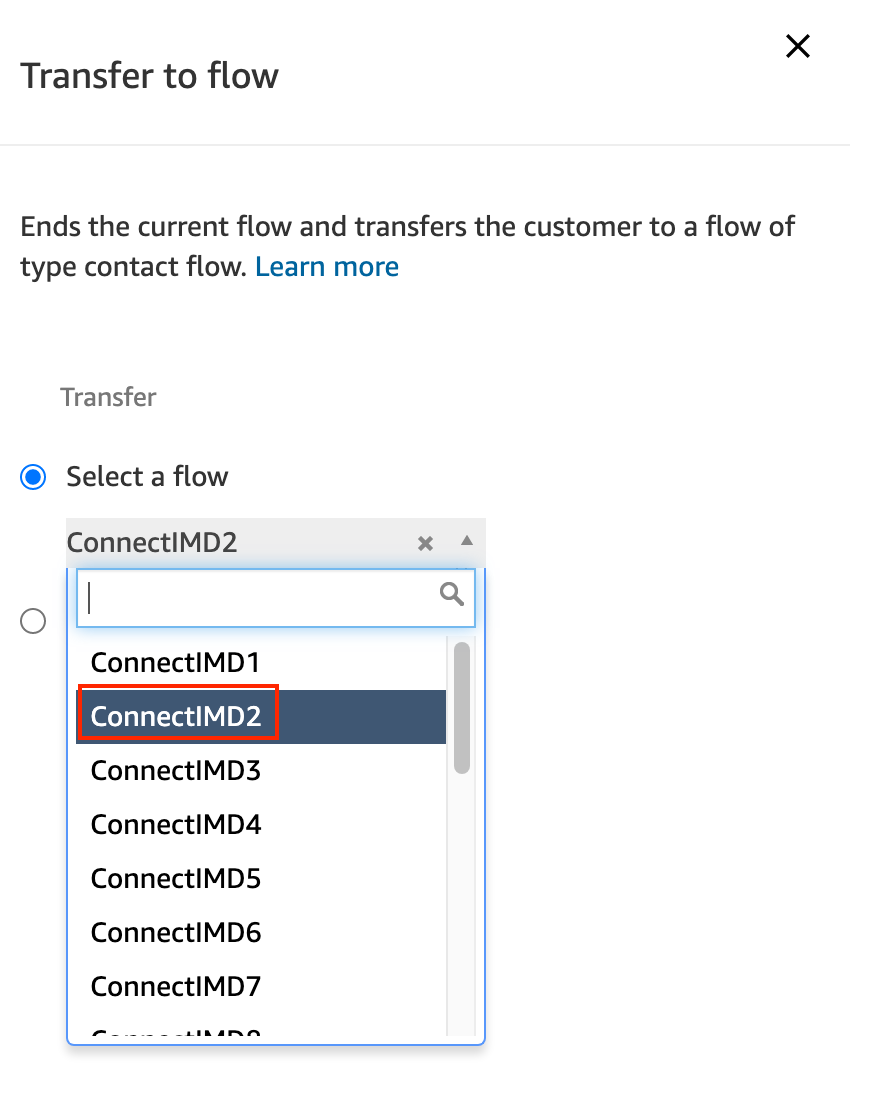 Transfer to flow
Ends the current flow and transfers the customer to a flow of
type contact flow. Learn more
Transfer
Select a flow
ConnectIMD2
ConnectIMD1
ConnectIMD2
ConnectIMD3
ConnectIMD4
ConnectIMD5
ConnectIMD6
ConnectIMD7